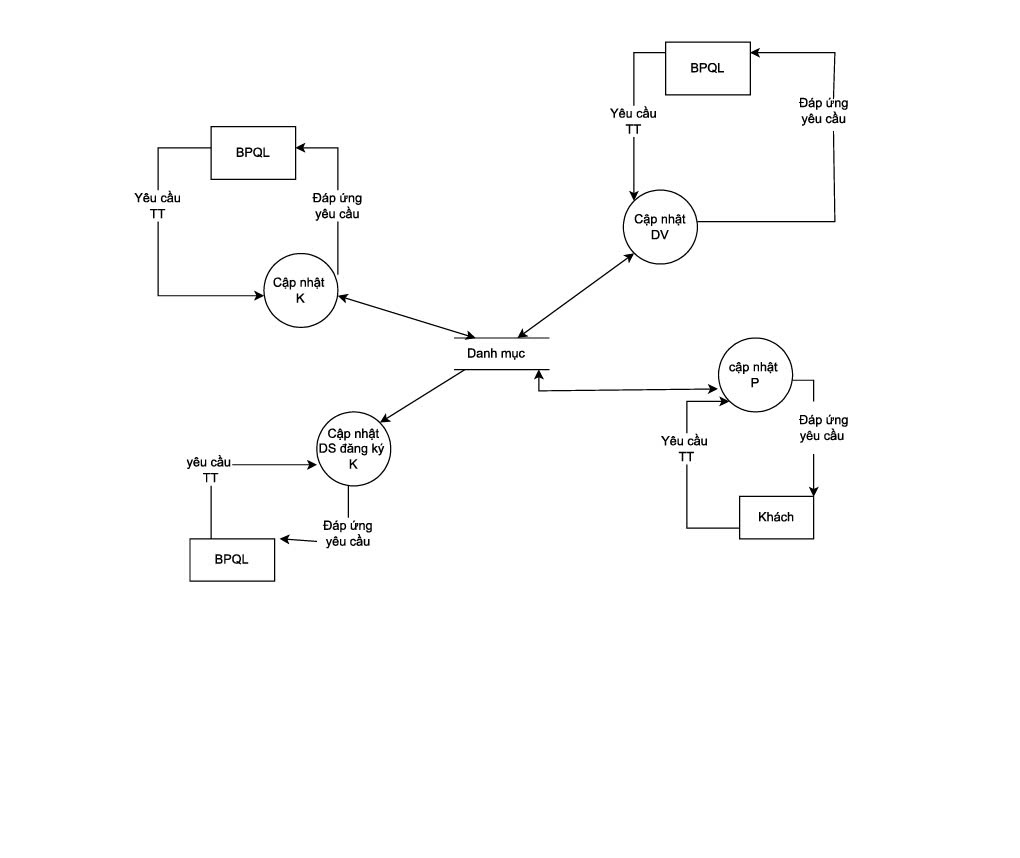 BPQL
Yêu cầu
TT
Đáp ứng
yêu cầu
Cập nhật
DV
BPQL
Yêu cầu
TT
Đáp ứng
yêu cầu
Cập nhật
K
Danh mục
cập nhật
P
Đáp ứng
yêu cầu
Yêu cầu
TT
Khách
Cập nhật
DS đăng ký
K
yêu cầu
TT
Đáp ứng
yêu cầu
BPQL